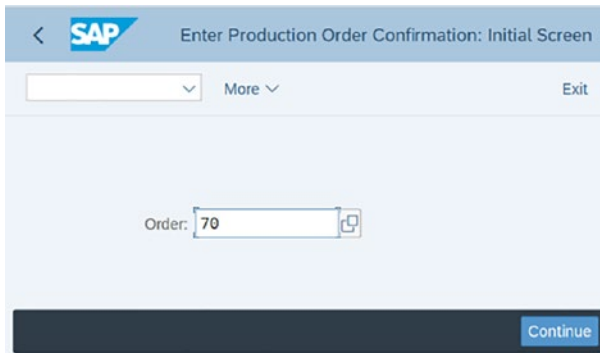 SAP Enter Production Order Confirmation: Initial Screen
More Exit
Order: 70
Continue